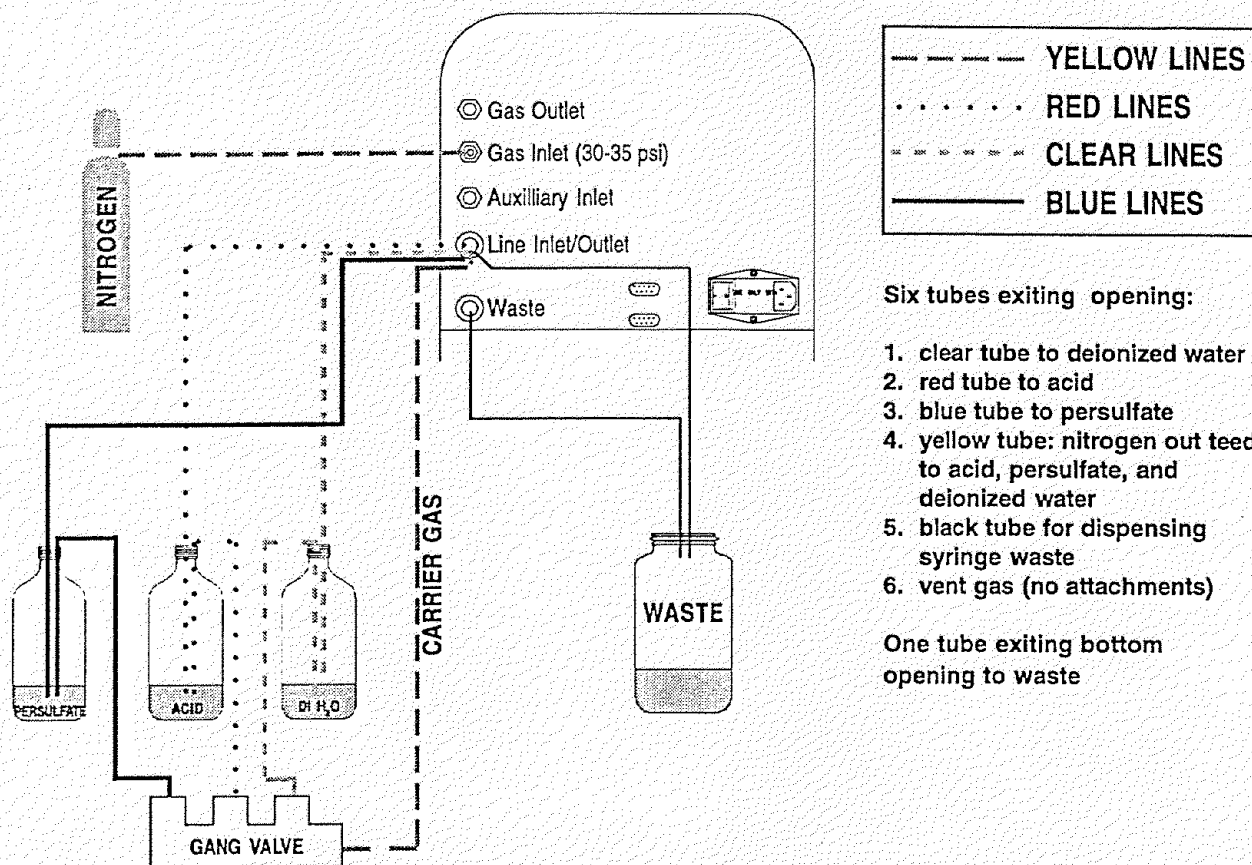 Gas Outlet
Gas Inlet (30-35 psi)
Auxilliary Inlet
Line Inlet/Outlet
Waste
NITROGEN
CARRIER GAS
PERSULFATE
ACID
DI H₂O
GANG VALVE
WASTE
YELLOW LINES
RED LINES
CLEAR LINES
BLUE LINES
Six tubes exiting opening:
1. clear tube to deionized water
2. red tube to acid
3. blue tube to persulfate
4. yellow tube: nitrogen out teed
to acid, persulfate, and
deionized water
5. black tube for dispensing
syringe waste
6. vent gas (no attachments)
One tube exiting bottom
opening to waste